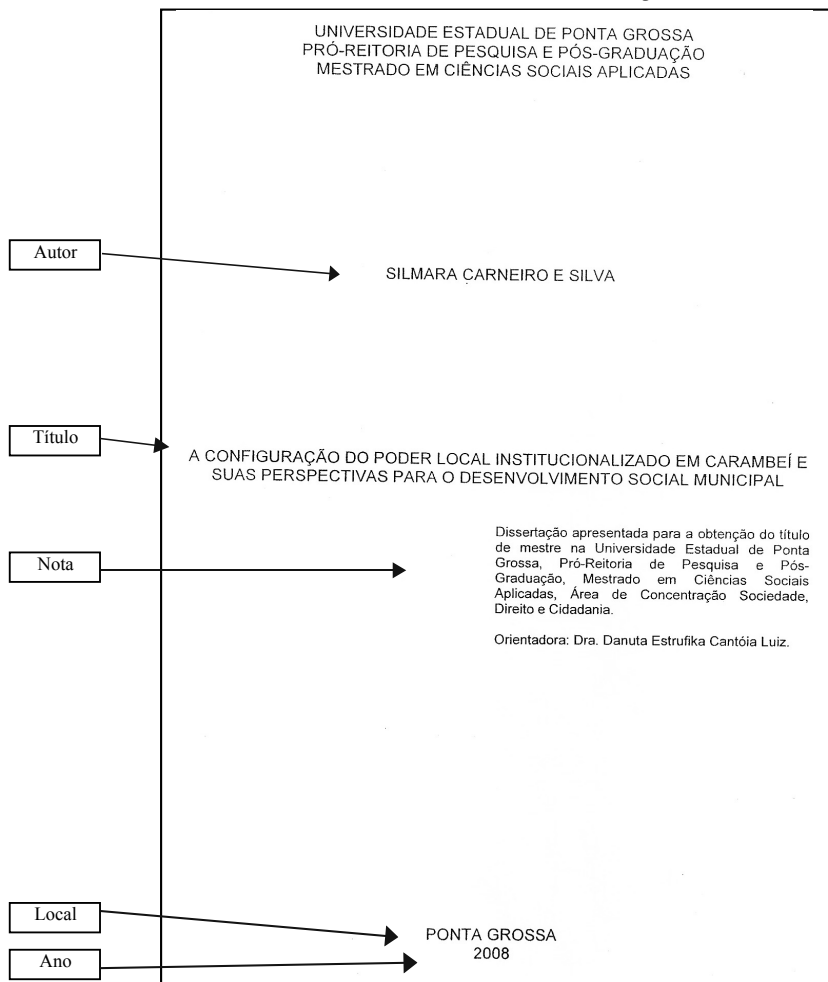 UNIVERSIDADE ESTADUAL DE PONTA GROSSA
PRÓ-REITORIA DE PESQUISA E PÓS-GRADUAÇÃO
MESTRADO EM CIÊNCIAS SOCIAIS APLICADAS
Autor
SILMARA CARNEIRO E SILVA
Título
A CONFIGURAÇÃO DO PODER LOCAL INSTITUCIONALIZADO EM CARAMBEÍ E
SUAS PERSPECTIVAS PARA O DESENVOLVIMENTO SOCIAL MUNICIPAL
Nota
Dissertação apresentada para a obtenção do título
de mestre na Universidade Estadual de Ponta
Grossa, Pró-Reitoria de Pesquisa e Pós-
Graduação, Mestrado em Ciências Sociais
Aplicadas, Área de Concentração Sociedade,
Direito e Cidadania.
Orientadora: Dra. Danuta Estrufika Cantóia Luiz.
Local
PONTA GROSSA
Ano
2008